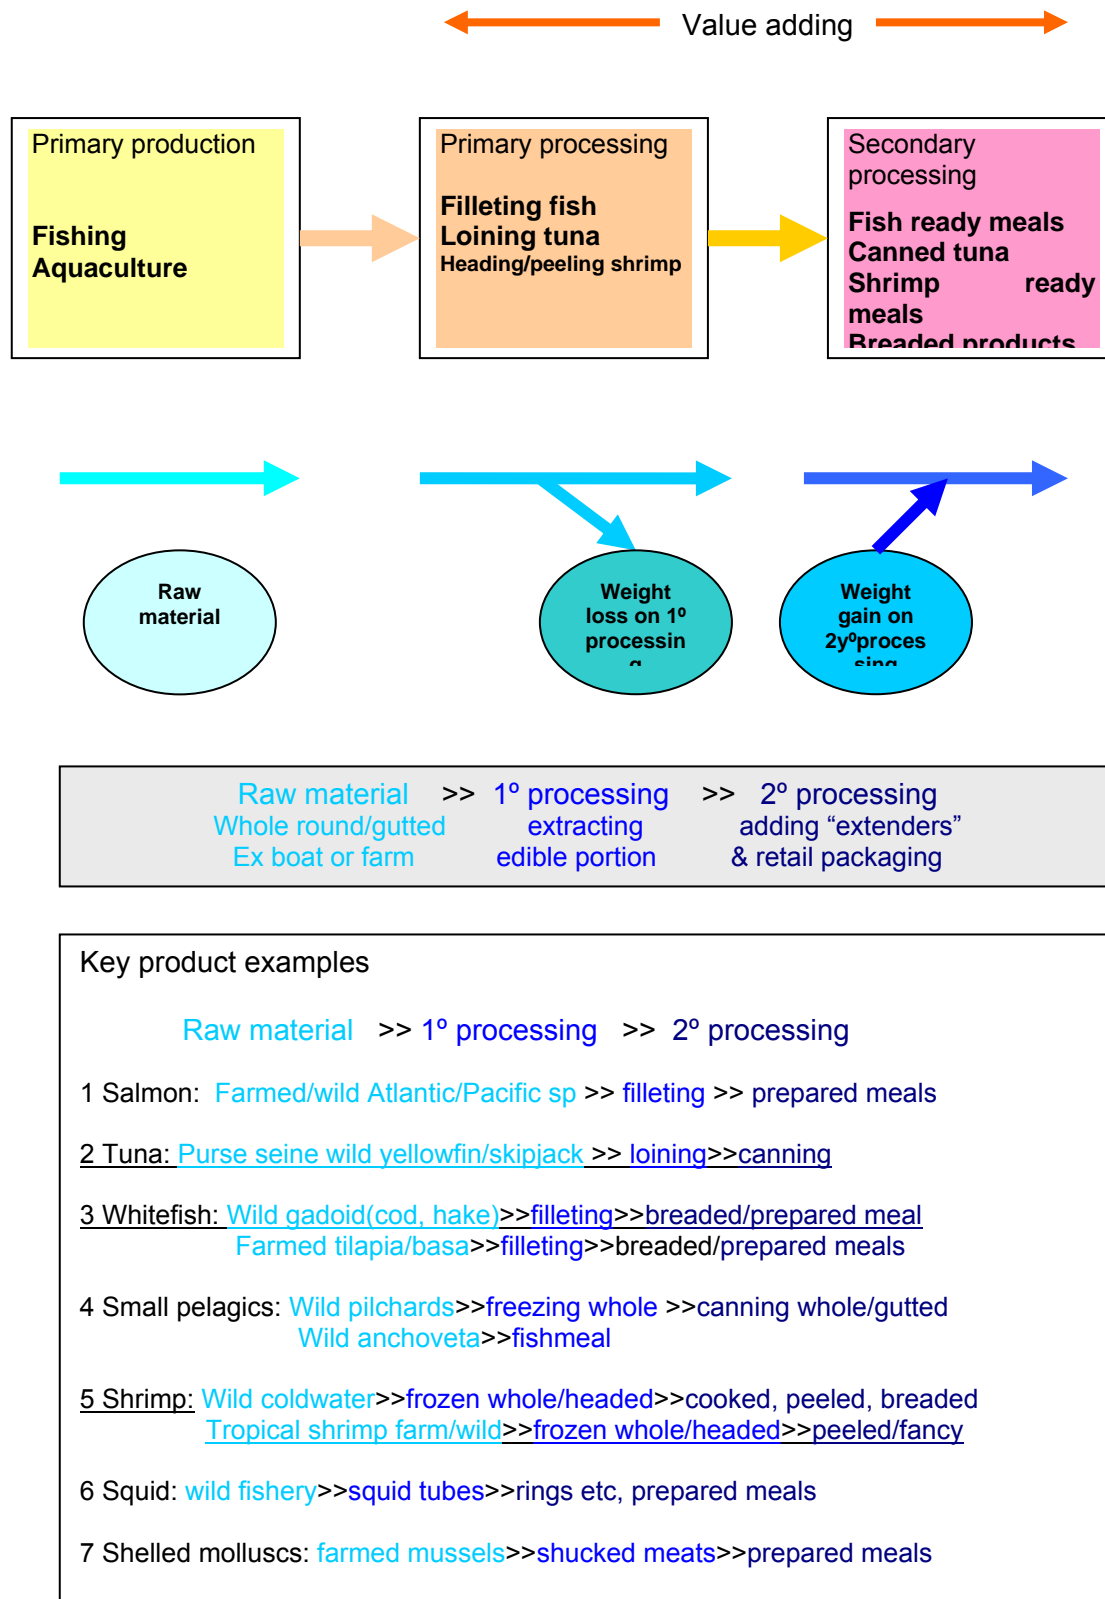 Value adding
Primary production
Fishing
Aquaculture
Primary processing
Filleting fish
Loining tuna
Heading/peeling shrimp
Secondary
processing
Fish ready meals
Canned tuna
Shrimp ready
meals
Breaded products
Raw
material
Weight
loss on 1º
processin
g
Weight
gain on
2yºproces
sing
Raw material >> 1º processing >> 2º processing
Whole round/gutted extracting adding “extenders”
Ex boat or farm edible portion & retail packaging
Key product examples
Raw material >> 1º processing >> 2º processing
1 Salmon: Farmed/wild Atlantic/Pacific sp >> filleting >> prepared meals
2 Tuna: Purse seine wild yellowfin/skipjack >> loining>>canning
3 Whitefish: Wild gadoid(cod, hake)>>filleting>>breaded/prepared meal
Farmed tilapia/basa>>filleting>>breaded/prepared meals
4 Small pelagics: Wild pilchards>>freezing whole >>canning whole/gutted
Wild anchoveta>>fishmeal
5 Shrimp: Wild coldwater>>frozen whole/headed>>cooked, peeled, breaded
Tropical shrimp farm/wild>>frozen whole/headed>>peeled/fancy
6 Squid: wild fishery>>squid tubes>>rings etc, prepared meals
7 Shelled molluscs: farmed mussels>>shucked meats>>prepared meals